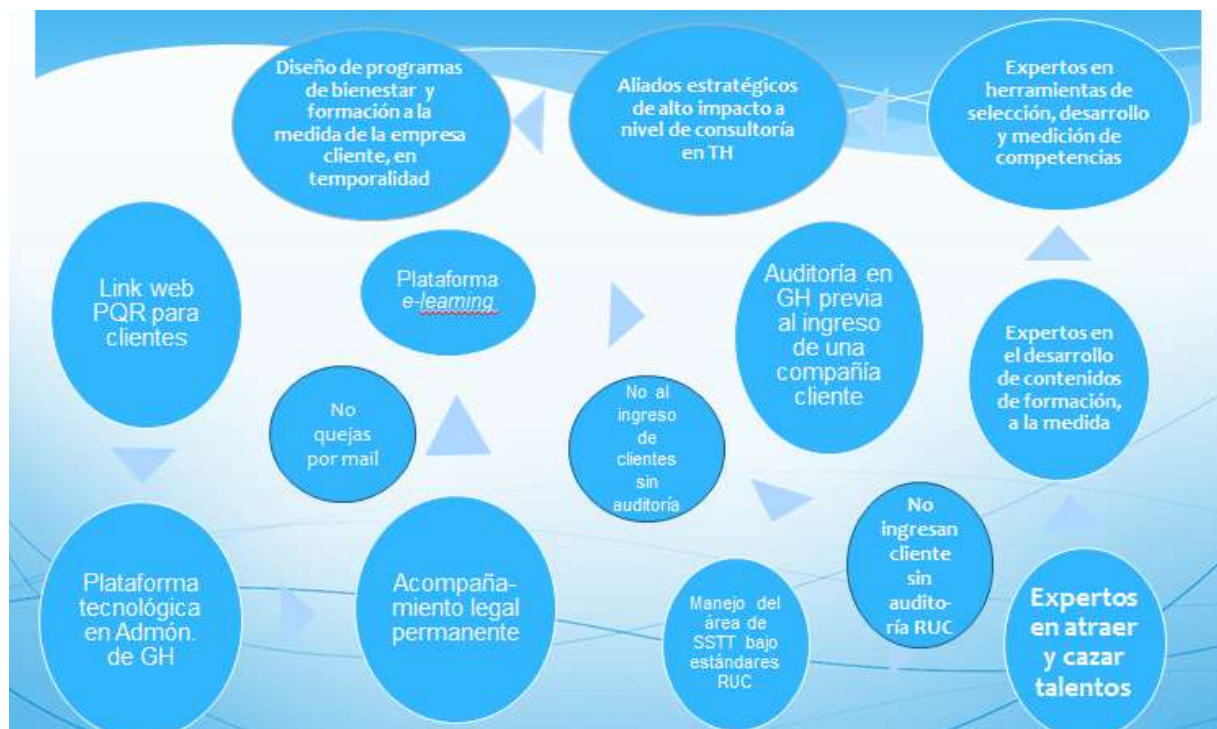 Diseño de programas
de bienestar y
formación a la
medida de la empresa
cliente, en
temporalidad
Aliados estratégicos
de alto impacto a
nivel de consultoría
en TH
Expertos en
herramientas de
selección, desarrollo
y medición de
competencias
Link web
PQR para
clientes
Plataforma
e-learning
Auditoría en
GH previa
al ingreso
de una
compañía
cliente
Expertos en
el desarrollo
de contenidos
de formación,
a la medida
No
quejas
por mail
No al
ingreso
de
clientes
sin
auditoría
No
ingresan
cliente
sin
audito-
ría RUC
Plataforma
tecnológica
en Admón.
de GH
Acompaña-
miento legal
permanente
Manejo del
área de
SSTT bajo
estándares
RUC
Expertos
en atraer
y cazar
talentos